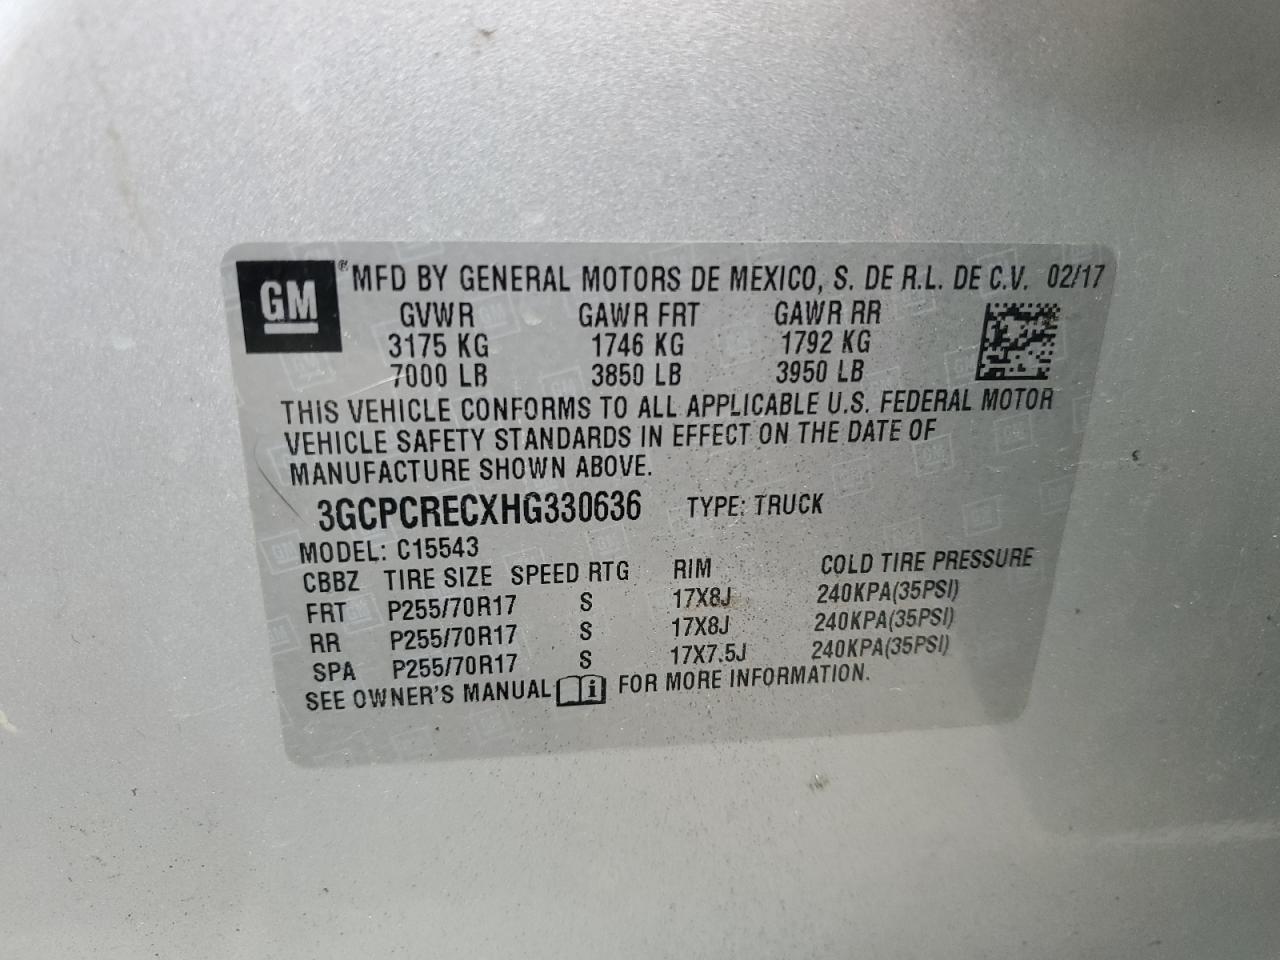 GM ® MFD BY GENERAL MOTORS DE MEXICO, S. DE R.L. DE C.V. 02/17
GVWR GAWR FRT GAWR RR
3175 KG 1746 KG 1792 KG
7000 LB 3850 LB 3950 LB
THIS VEHICLE CONFORMS TO ALL APPLICABLE U.S. FEDERAL MOTOR
VEHICLE SAFETY STANDARDS IN EFFECT ON THE DATE OF
MANUFACTURE SHOWN ABOVE.
3GCPCRECXHG330636 TYPE: TRUCK
MODEL: C15543
CBBZ TIRE SIZE SPEED RTG RIM COLD TIRE PRESSURE
FRT P255/70R17 S 17X8J 240KPA(35PSI)
RR P255/70R17 S 17X8J 240KPA(35PSI)
SPA P255/70R17 S 17X7.5J 240KPA(35PSI)
SEE OWNER'S MANUAL FOR MORE INFORMATION.